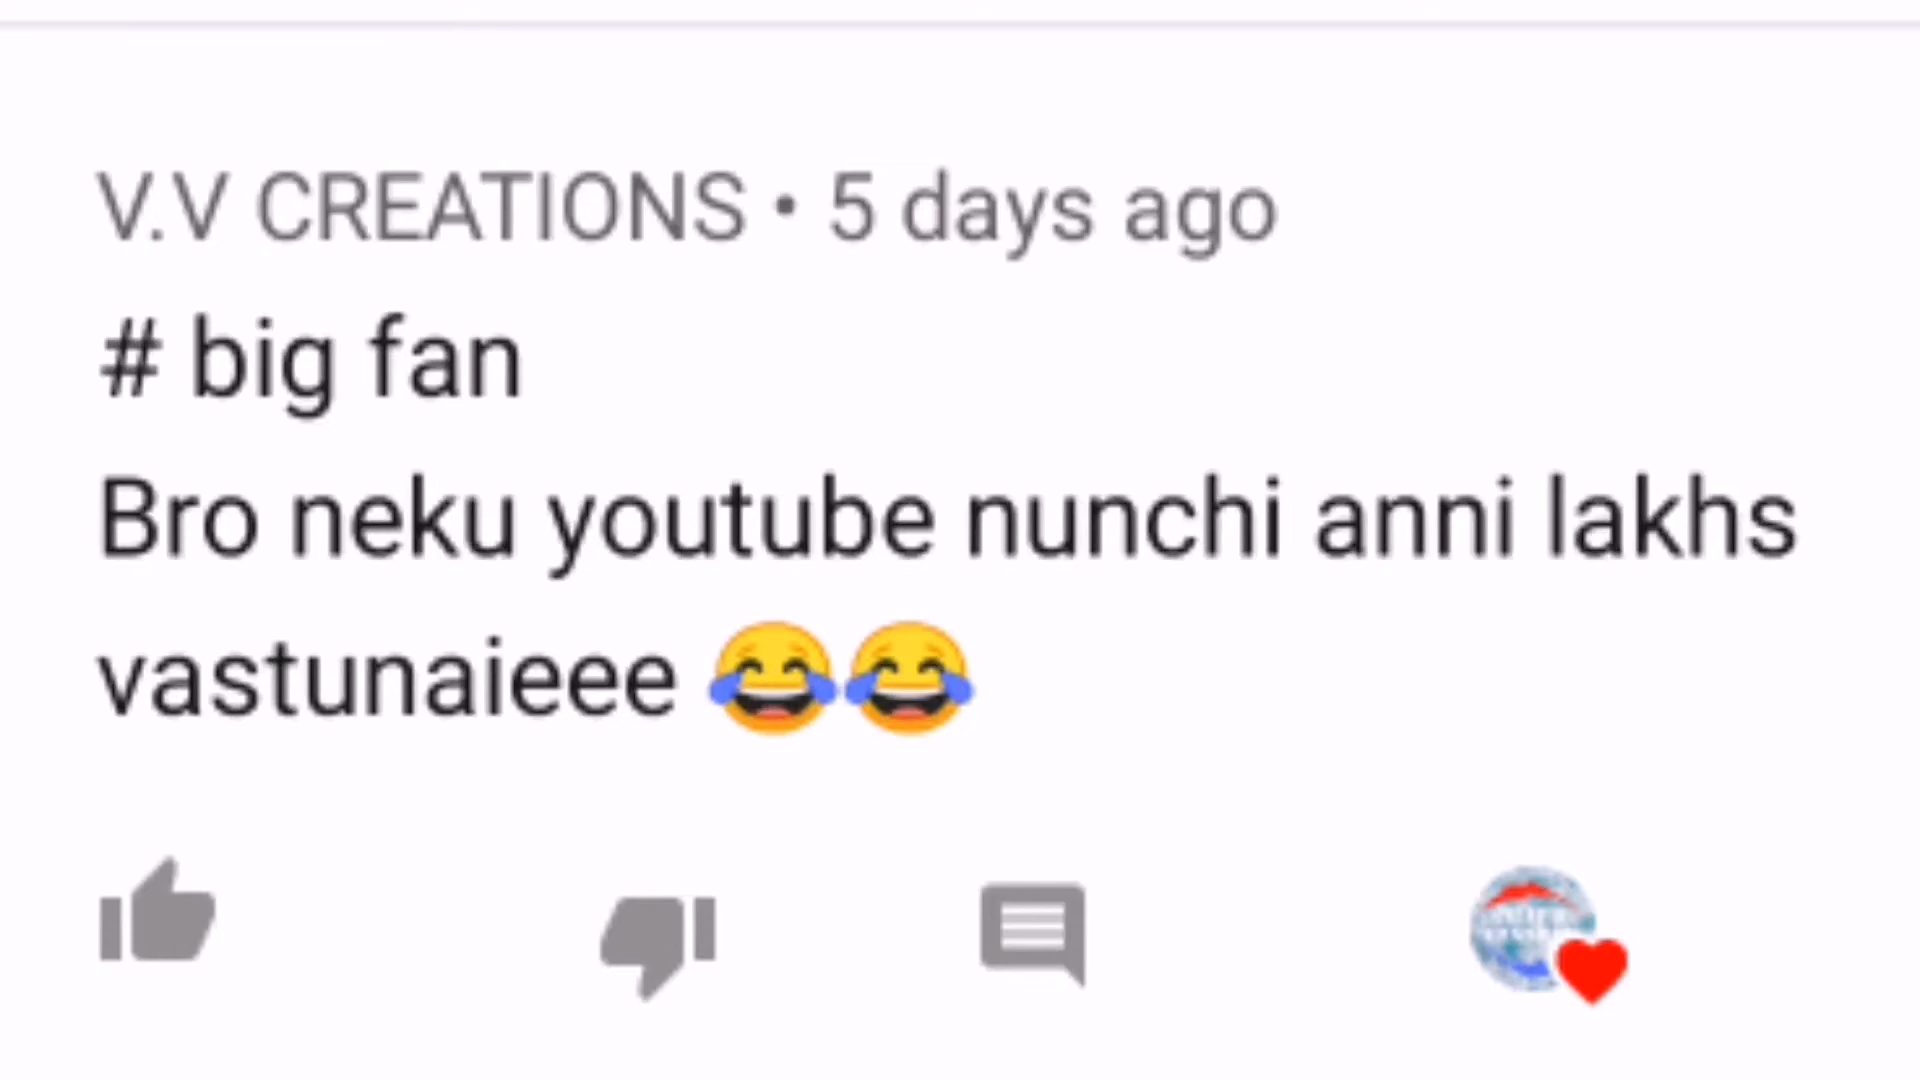 V.V CREATIONS • 5 days ago
# big fan
Bro neku youtube nunchi anni lakhs
vastunaieee 😂😂